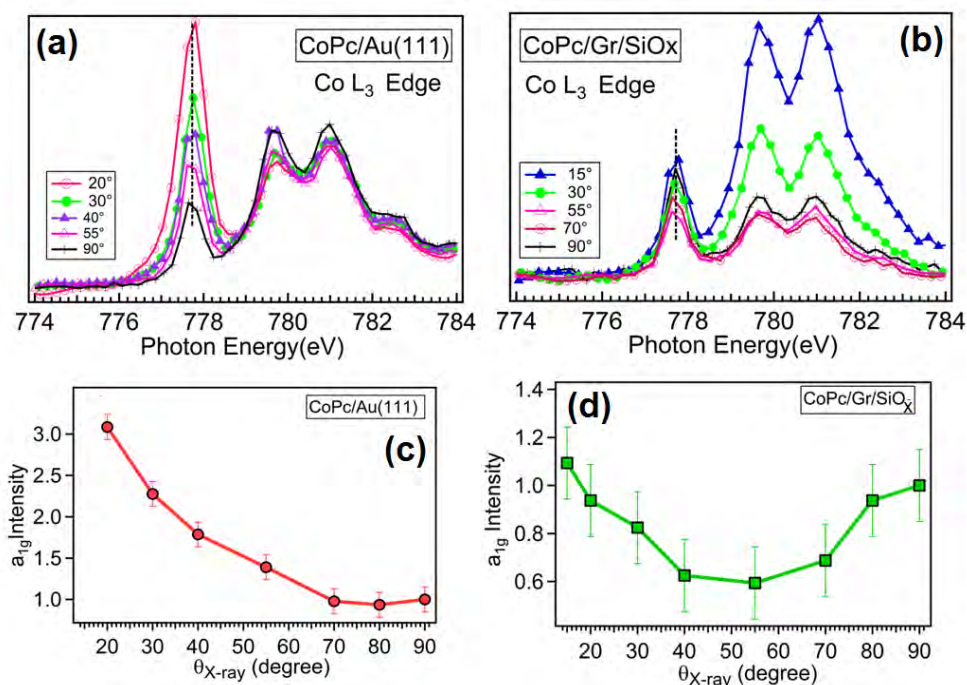 (a)
CoPc/Au(111)
Co L3 Edge
20°
30°
40°
55°
90°
774 776 778 780 782 784
Photon Energy(eV)
CoPc/Gr/SiOx
(b)
Co L3 Edge
15°
30°
55°
70°
90°
774 776 778 780 782 784
Photon Energy(eV)
CoPc/Au(111)
(c)
a1g Intensity
3.0
2.5
2.0
1.5
1.0
20 30 40 50 60 70 80 90
θX-ray (degree)
(d)
CoPc/Gr/SiOX
a1g Intensity
1.4
1.2
1.0
0.8
0.6
20 30 40 50 60 70 80 90
θX-ray (degree)